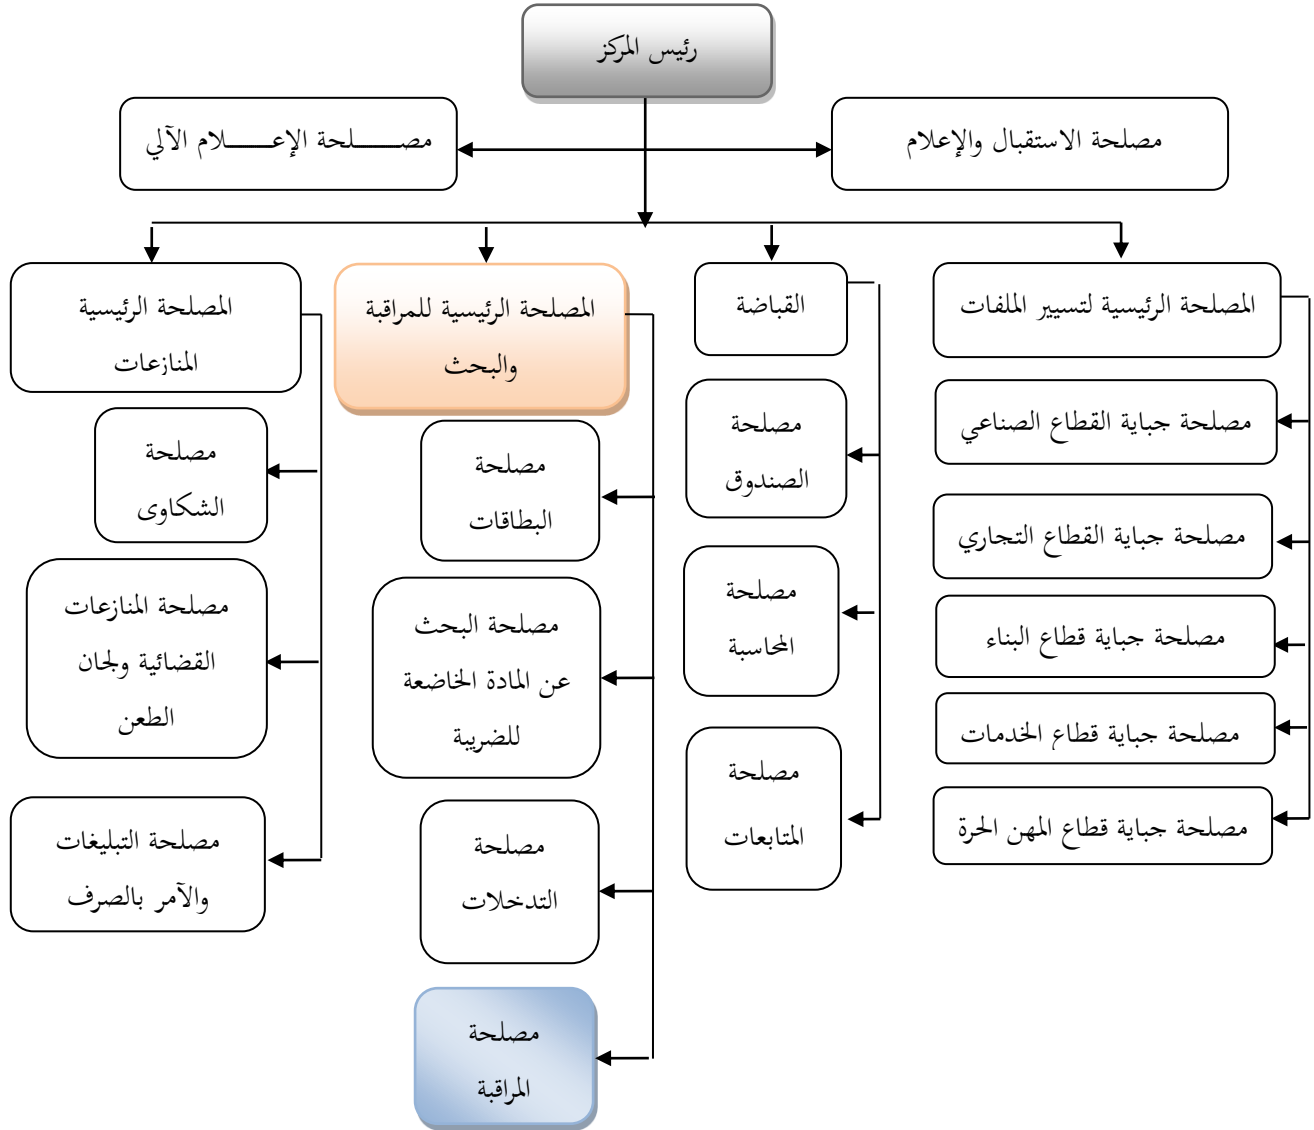 رئيس المركز
مصلحة الاستقبال والإعلام
مصـــــلحة الإعـــــلام الآلي
المصلحة الرئيسية لتسيير الملفات
مصلحة جباية القطاع الصناعي
مصلحة جباية القطاع التجاري
مصلحة جباية قطاع البناء
مصلحة جباية قطاع الخدمات
مصلحة جباية قطاع المهن الحرة
القباضة
مصلحة
الصندوق
مصلحة
المحاسبة
مصلحة
المتابعات
المصلحة الرئيسية للمراقبة
والبحث
مصلحة
البطاقات
مصلحة البحث
عن المادة الخاضعة
للضريبة
مصلحة
التدخلات
مصلحة
المراقبة
المصلحة الرئيسية
المنازعات
مصلحة
الشكاوى
مصلحة المنازعات
القضائية ولجان
الطعن
مصلحة التبليغات
والآمر بالصرف